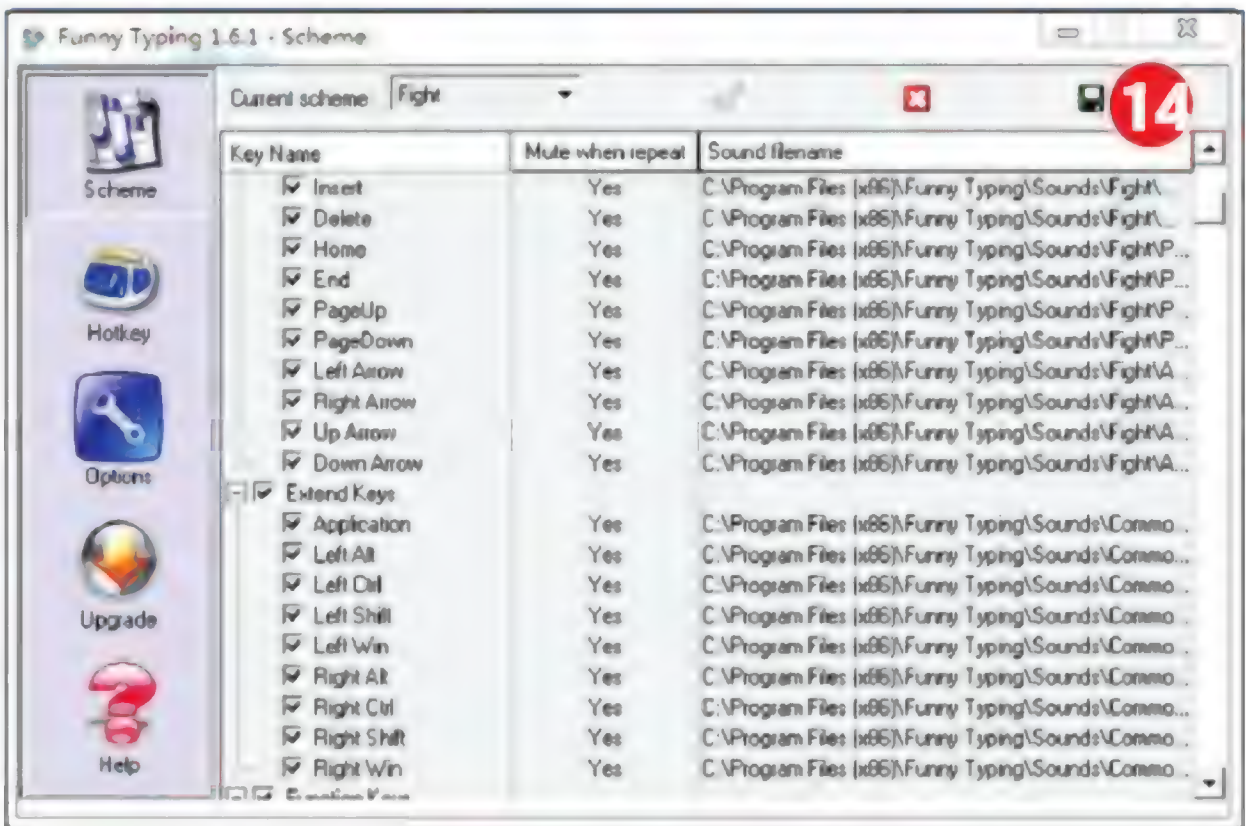 Funny Typing 1.6.1 - Scheme
Current scheme Fight
14
Key Name Mute when repeat Sound filename
Insert Yes C:\Program Files (x86)\Funny Typing\Sounds\Fight\...
Delete Yes C:\Program Files (x86)\Funny Typing\Sounds\Fight\...
Home Yes C:\Program Files (x86)\Funny Typing\Sounds\Fight\P...
End Yes C:\Program Files (x86)\Funny Typing\Sounds\Fight\P...
PageUp Yes C:\Program Files (x86)\Funny Typing\Sounds\Fight\P...
PageDown Yes C:\Program Files (x86)\Funny Typing\Sounds\Fight\P...
Left Arrow Yes C:\Program Files (x86)\Funny Typing\Sounds\Fight\A...
Right Arrow Yes C:\Program Files (x86)\Funny Typing\Sounds\Fight\A...
Up Arrow Yes C:\Program Files (x86)\Funny Typing\Sounds\Fight\A...
Down Arrow Yes C:\Program Files (x86)\Funny Typing\Sounds\Fight\A...
Extend Keys
Application Yes C:\Program Files (x86)\Funny Typing\Sounds\Commo...
Left Alt Yes C:\Program Files (x86)\Funny Typing\Sounds\Commo...
Left Ctrl Yes C:\Program Files (x86)\Funny Typing\Sounds\Commo...
Left Shift Yes C:\Program Files (x86)\Funny Typing\Sounds\Commo...
Left Win Yes C:\Program Files (x86)\Funny Typing\Sounds\Commo...
Right Alt Yes C:\Program Files (x86)\Funny Typing\Sounds\Commo...
Right Ctrl Yes C:\Program Files (x86)\Funny Typing\Sounds\Commo...
Right Shift Yes C:\Program Files (x86)\Funny Typing\Sounds\Commo...
Right Win Yes C:\Program Files (x86)\Funny Typing\Sounds\Commo...
Function Keys
Scheme
Hotkey
Options
Upgrade
Help